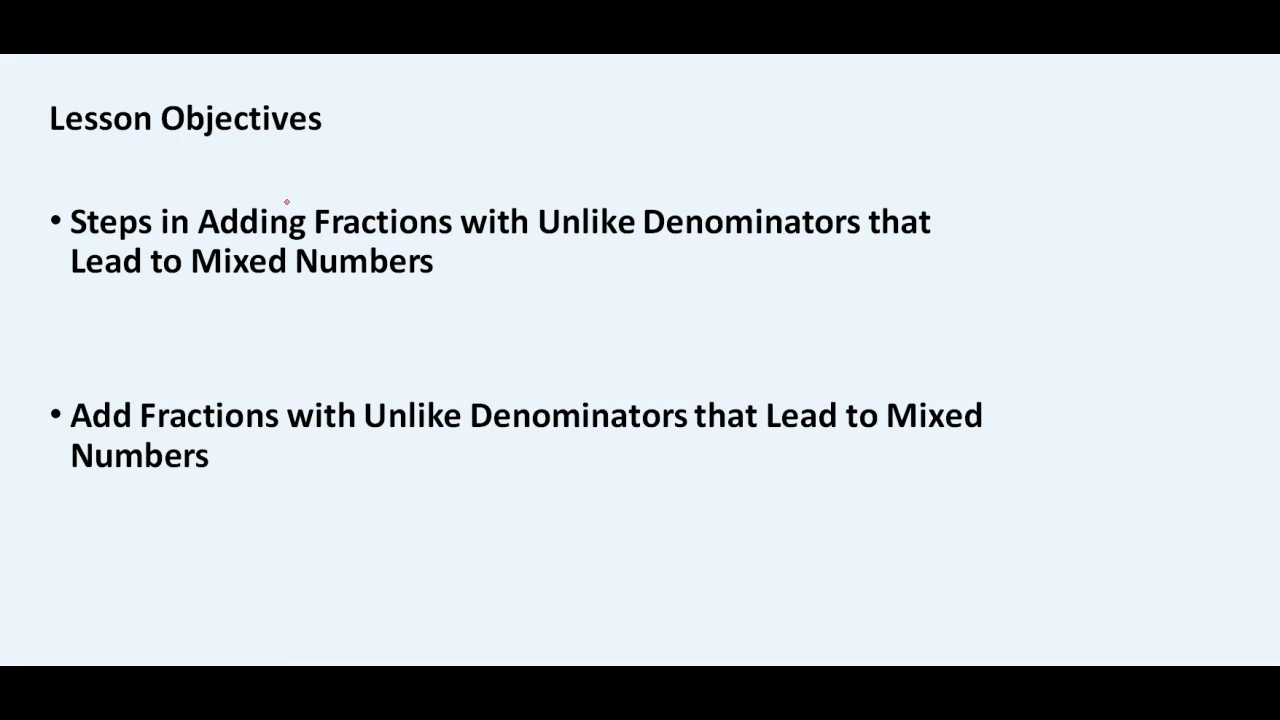 Lesson Objectives
• Steps in Adding Fractions with Unlike Denominators that
Lead to Mixed Numbers
• Add Fractions with Unlike Denominators that Lead to Mixed
Numbers